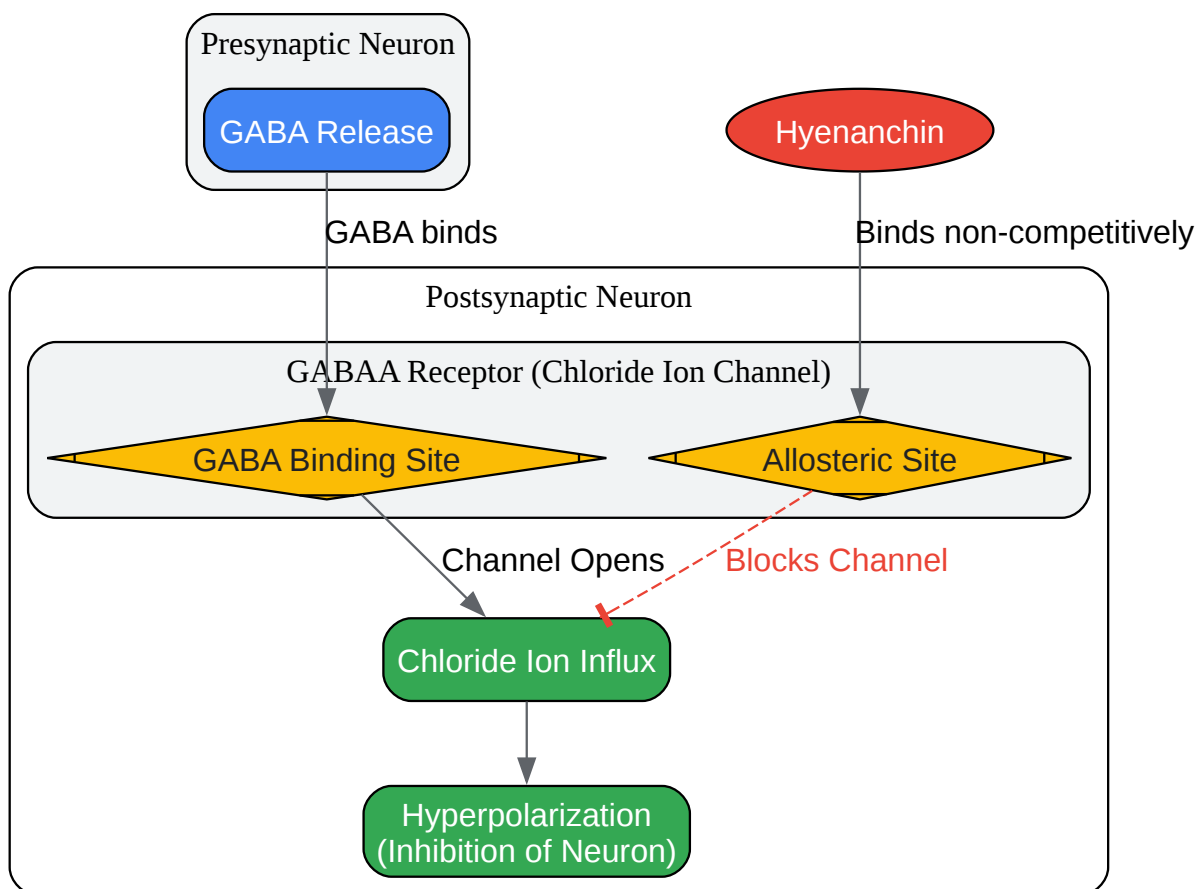 Presynaptic Neuron
GABA Release
Hyenanchin
GABA binds
Binds non-competitively
Postsynaptic Neuron
GABAA Receptor (Chloride Ion Channel)
GABA Binding Site
Allosteric Site
Channel Opens
Blocks Channel
Chloride Ion Influx
Hyperpolarization
(Inhibition of Neuron)